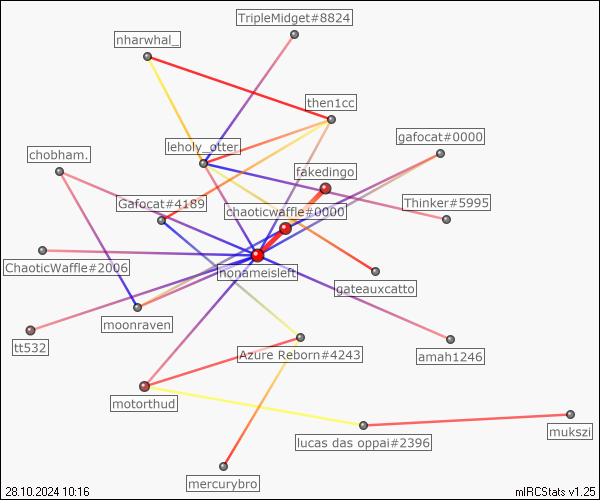 TripleMidget#8824
nharwhal_
then1cc
gafocat#0000
leholy_otter
chobham.
fakedingo
Gafocat#4189
Thinker#5995
chaoticwaffle#0000
ChaoticWaffle#2006
nonameisleft
gateauxcatto
moonraven
tt532
Azure Reborn#4243
amah1246
motorthud
mukszi
lucas das oppai#2396
mercurybro
28.10.2024 10:16
mIRCStats v1.25